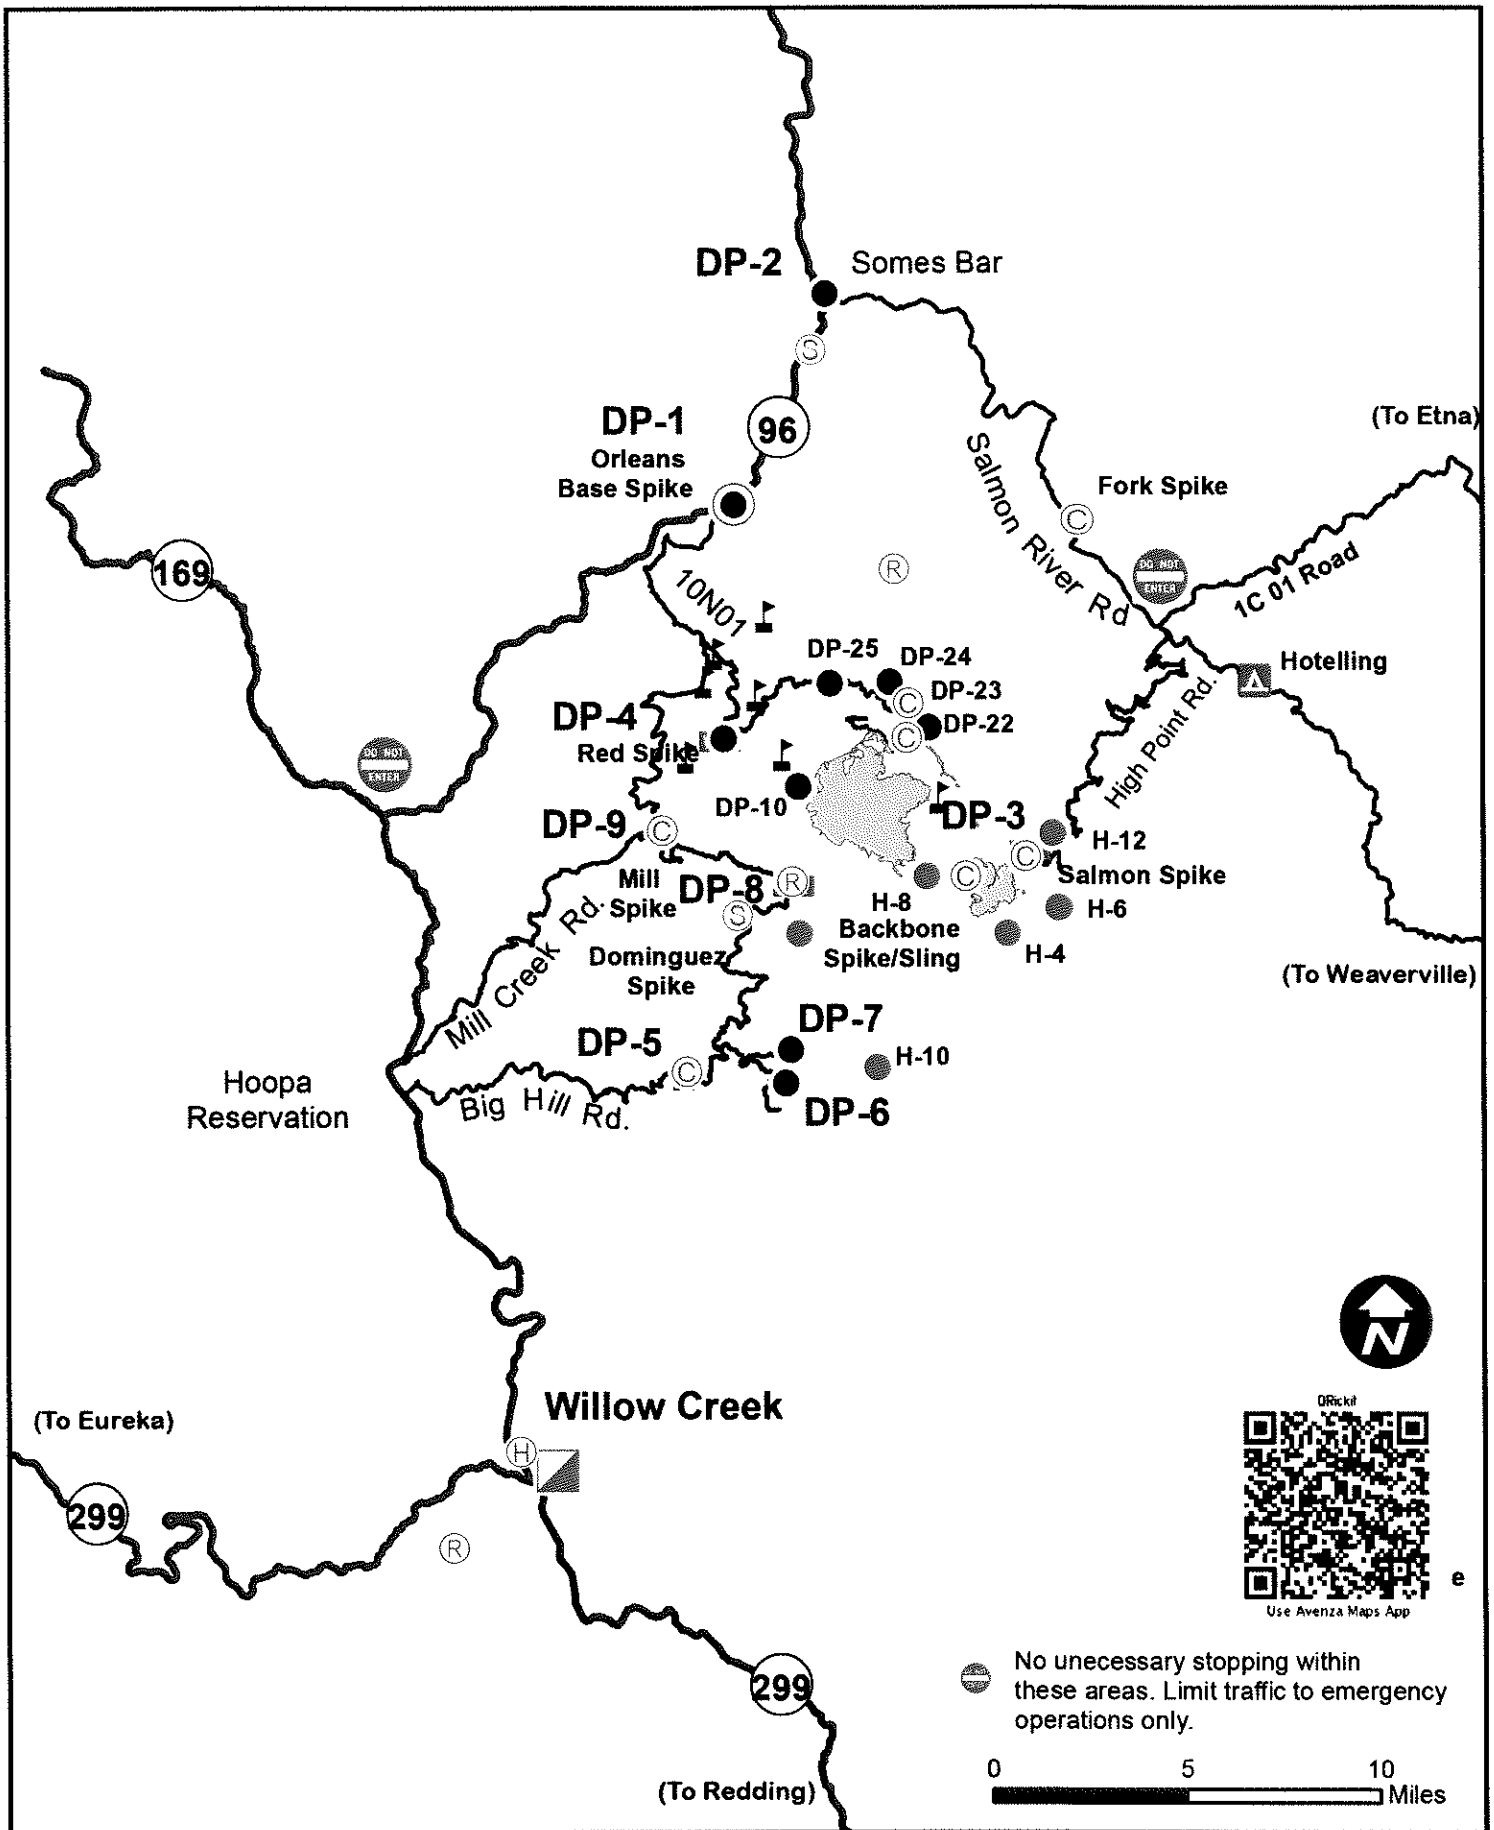 DP-2
Somes Bar
S
96
DP-1
Orleans
Base Spike
(To Etna)
Salmon River Rd
Fork Spike
C
DO NOT
ENTER
1C 01 Road
169
R
10N01
Hotelling
DP-25
DP-24
C
DP-23
DP-22
C
DP-4
Red Spike
High Point Rd.
DO NOT
ENTER
DP-10
DP-3
H-12
DP-9
C
C
Salmon Spike
Mill
Spike
DP-8
R
H-8
C
H-6
S
Backbone
Spike/Sling
H-4
Mill Creek Rd.
Dominguez
Spike
(To Weaverville)
DP-7
DP-5
C
H-10
Hoopa
Reservation
Big Hill Rd.
DP-6
N
Willow Creek
(To Eureka)
H
299
R
QRickit
Use Avenza Maps App
e
No unecessary stopping within
these areas. Limit traffic to emergency
operations only.
299
(To Redding)
0 5 10
Miles